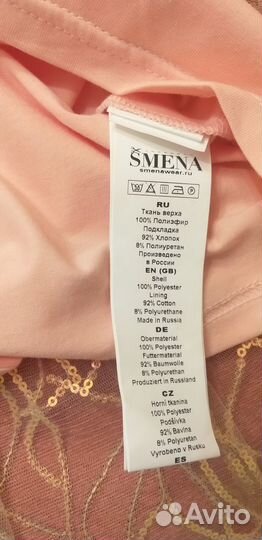 SMENA
smenawear.ru
RU
Ткань верха
100% Полиэфир
Подкладка
92% Хлопок
8% Полиуретан
Произведено
в России
EN (GB)
Shell
100% Polyester
Lining
92% Cotton
8% Polyurethane
Made in Russia
DE
Obermaterial
100% Polyester
Futtermaterial
92% Baumwolle
8% Polyurethan
Produziert in Russland
CZ
Horní tkanina
100% Polyester
Podšívka
92% Bavlna
8% Polyuretan
Vyrobeno v Rusku
ES
Avito